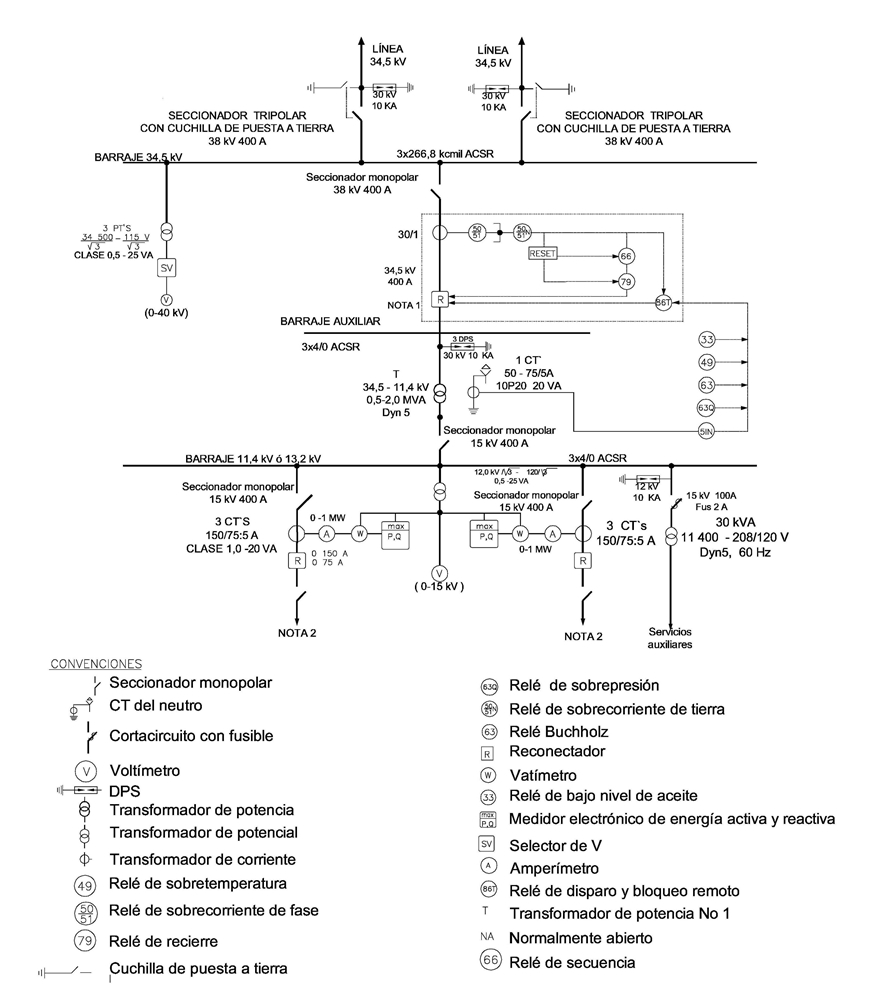 LÍNEA
34,5 kV
LÍNEA
34,5 kV
30 kV
10 KA
30 kV
10 KA
SECCIONADOR TRIPOLAR
CON CUCHILLA DE PUESTA A TIERRA
38 kV 400 A
SECCIONADOR TRIPOLAR
CON CUCHILLA DE PUESTA A TIERRA
38 kV 400 A
BARRAJE 34,5 kV
3x266,8 kcmil ACSR
Seccionador monopolar
38 kV 400 A
3 PT'S
34 500 – 115 V
√3 √3
CLASE 0,5 - 25 VA
SV
V
(0-40 kV)
30/1
50
51
50
51N
RESET
66
79
34,5 kV
400 A
NOTA 1
R
86T
BARRAJE AUXILIAR
3x4/0 ACSR
3 DPS
30 kV 10 KA
33
49
63
63Q
51N
T
34,5 - 11,4 kV
0,5-2,0 MVA
Dyn 5
1 CT`
50 - 75/5A
10P20 20 VA
Seccionador monopolar
15 kV 400 A
BARRAJE 11,4 kV ó 13,2 kV
3x4/0 ACSR
12,0 kV /√3 - 120/√3
0,5 -25 VA
Seccionador monopolar
15 kV 400 A
Seccionador monopolar
15 kV 400 A
12 kV
10 KA
15 kV 100A
Fus 2 A
3 CT`S
150/75:5 A
CLASE 1,0 -20 VA
0 -1 MW
A
W
max
P,Q
max
P,Q
W
A
0-1 MW
3 CT`s
150/75:5 A
30 kVA
11 400 - 208/120 V
Dyn5, 60 Hz
R
0 150 A
0 75 A
V
( 0-15 kV )
R
NOTA 2
NOTA 2
Servicios
auxiliares
CONVENCIONES
Seccionador monopolar
CT del neutro
Cortacircuito con fusible
V Voltímetro
DPS
Transformador de potencia
Transformador de potencial
Transformador de corriente
49 Relé de sobretemperatura
50
51 Relé de sobrecorriente de fase
79 Relé de recierre
Cuchilla de puesta a tierra
63Q Relé de sobrepresión
50
51N Relé de sobrecorriente de tierra
63 Relé Buchholz
R Reconectador
W Vatímetro
33 Relé de bajo nivel de aceite
max
P,Q Medidor electrónico de energía activa y reactiva
SV Selector de V
A Amperímetro
86T Relé de disparo y bloqueo remoto
T Transformador de potencia No 1
NA Normalmente abierto
66 Relé de secuencia